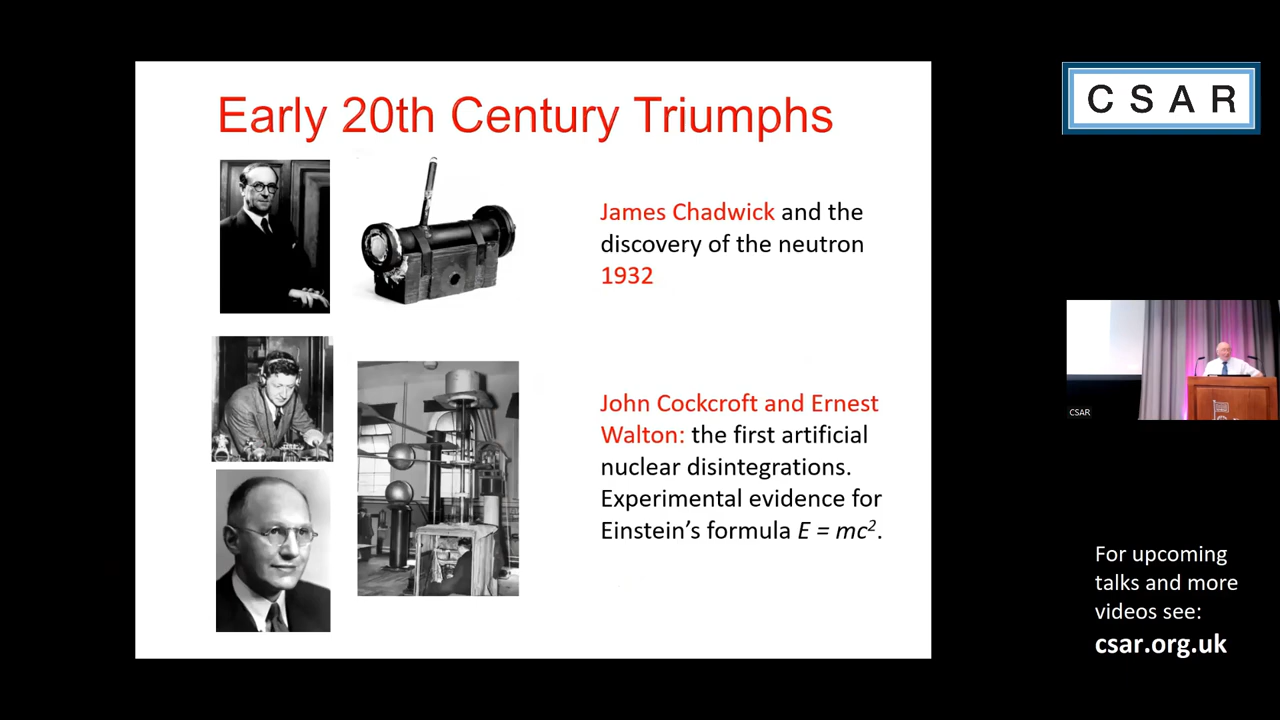 Early 20th Century Triumphs
James Chadwick and the
discovery of the neutron
1932
John Cockcroft and Ernest
Walton: the first artificial
nuclear disintegrations.
Experimental evidence for
Einstein's formula E = mc².
CSAR
CSAR
For upcoming
talks and more
videos see:
csar.org.uk